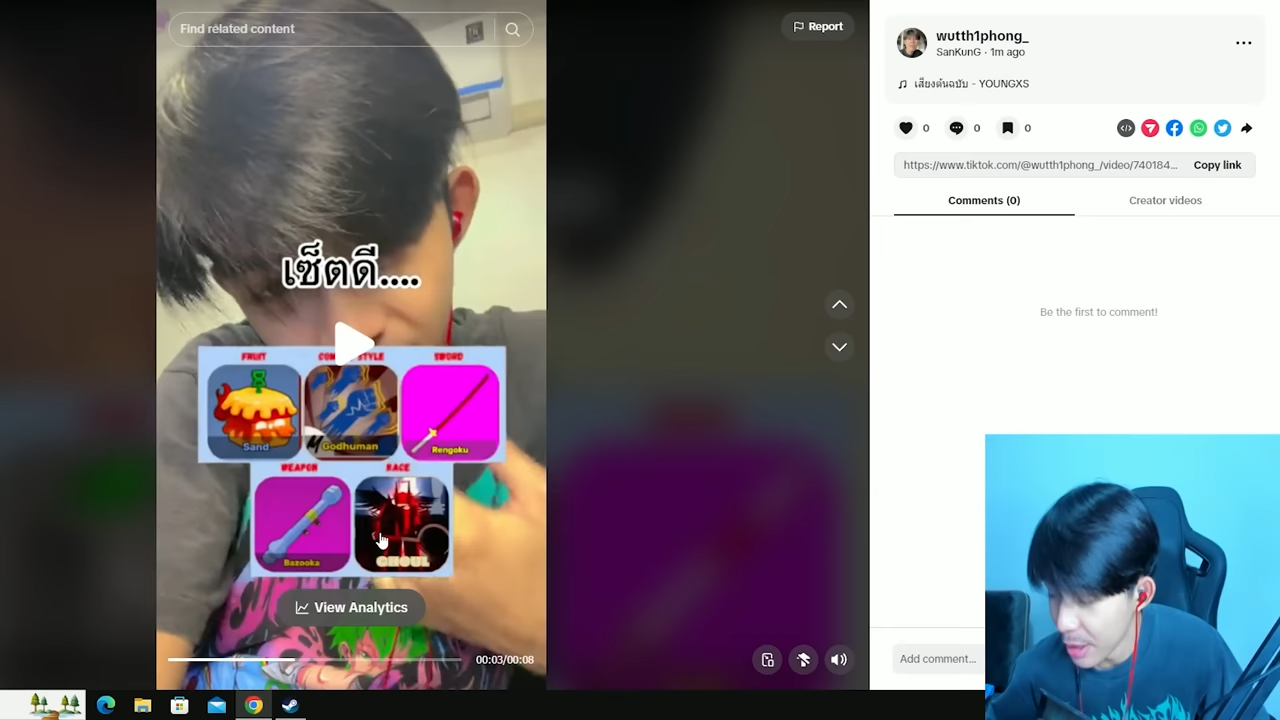 Find related content
Report
wutth1phong_
SanKunG · 1m ago
เสียงต้นฉบับ - YOUNGXS
0
0
0
https://www.tiktok.com/@wutth1phong_/video/740184...
Copy link
Comments (0)
Creator videos
Be the first to comment!
เซ็ตดี....
FRUIT
STYLE
SWORD
Sand
Godhuman
Rengoku
WEAPON
RACE
Bazooka
GHOUL
View Analytics
00:03/00:08
Add comment...